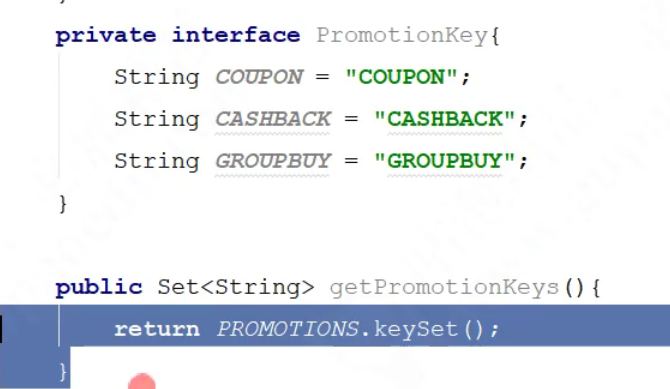 private interface PromotionKey{
String COUPON = "COUPON";
String CASHBACK = "CASHBACK";
String GROUPBUY = "GROUPBUY";
}
public Set<String> getPromotionKeys(){
return PROMOTIONS.keySet();
}